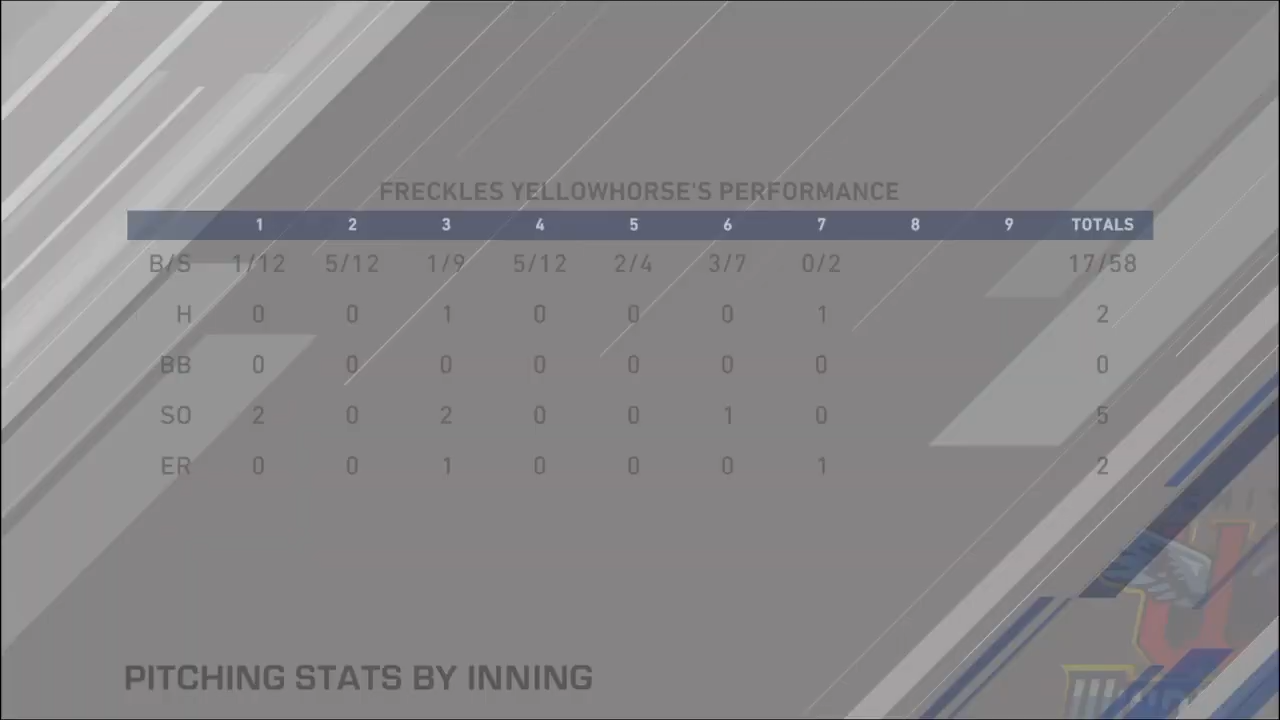 FRECKLES YELLOWHORSE'S PERFORMANCE
1 2 3 4 5 6 7 8 9 TOTALS
B/S 1/12 5/12 1/9 5/12 2/4 3/7 0/2 17/58
H 0 0 1 0 0 0 1 2
BB 0 0 0 0 0 0 0 0
SO 2 0 2 0 0 1 0 5
ER 0 0 1 0 0 0 1 2
PITCHING STATS BY INNING